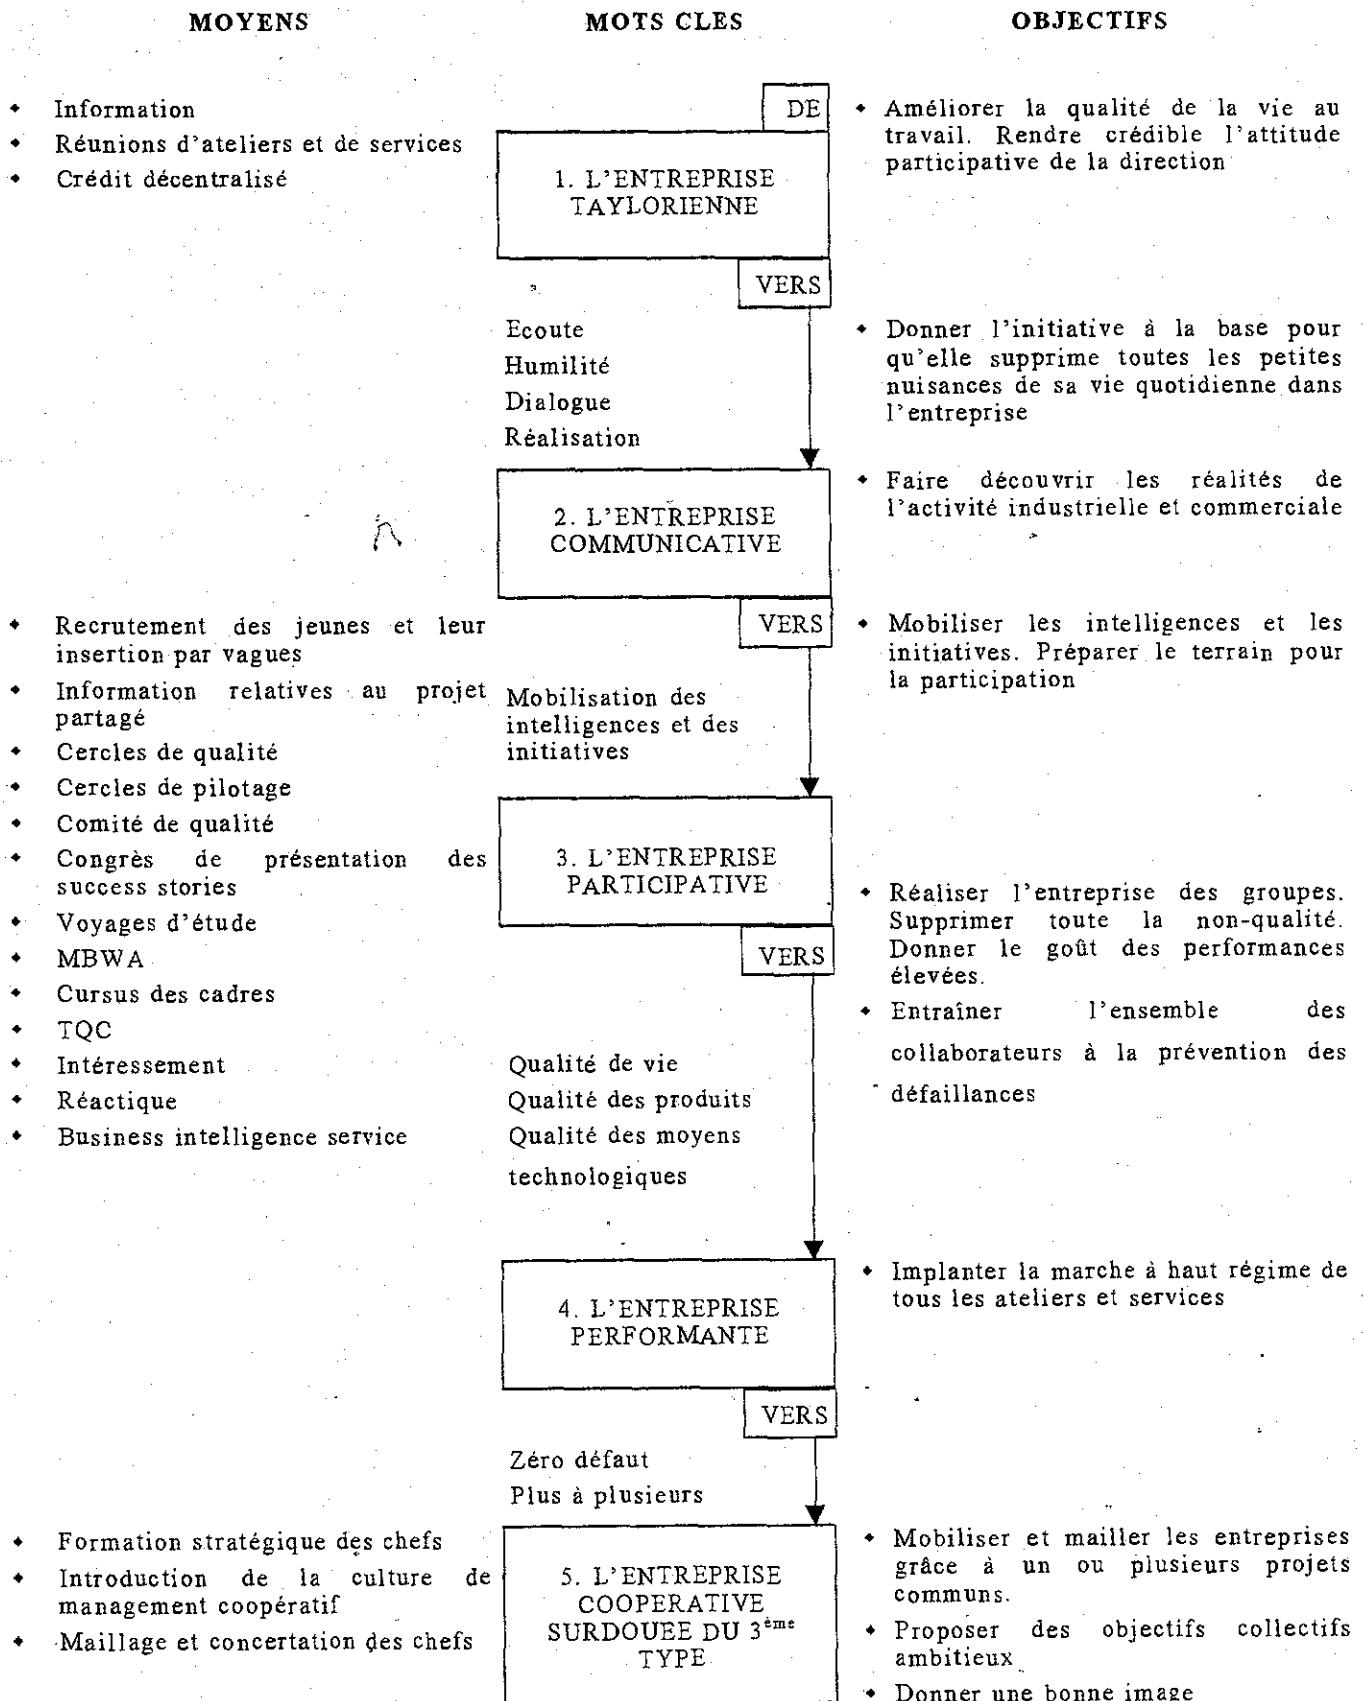 MOYENS
MOTS CLES
OBJECTIFS
◆ Information
◆ Réunions d'ateliers et de services
◆ Crédit décentralisé
DE
1. L'ENTREPRISE
TAYLORIENNE
VERS
◆ Améliorer la qualité de la vie au
travail. Rendre crédible l'attitude
participative de la direction
Ecoute
Humilité
Dialogue
Réalisation
◆ Donner l'initiative à la base pour
qu'elle supprime toutes les petites
nuisances de sa vie quotidienne dans
l'entreprise
2. L'ENTREPRISE
COMMUNICATIVE
VERS
◆ Faire découvrir les réalités de
l'activité industrielle et commerciale
◆ Recrutement des jeunes et leur
insertion par vagues
◆ Information relatives au projet
partagé
◆ Cercles de qualité
◆ Cercles de pilotage
◆ Comité de qualité
◆ Congrès de présentation des
success stories
◆ Voyages d'étude
◆ MBWA
◆ Cursus des cadres
◆ TQC
◆ Intéressement
◆ Réactique
◆ Business intelligence service
Mobilisation des
intelligences et des
initiatives
◆ Mobiliser les intelligences et les
initiatives. Préparer le terrain pour
la participation
3. L'ENTREPRISE
PARTICIPATIVE
VERS
◆ Réaliser l'entreprise des groupes.
Supprimer toute la non-qualité.
Donner le goût des performances
élevées.
◆ Entraîner l'ensemble des
collaborateurs à la prévention des
défaillances
Qualité de vie
Qualité des produits
Qualité des moyens
technologiques
4. L'ENTREPRISE
PERFORMANTE
VERS
◆ Implanter la marche à haut régime de
tous les ateliers et services
Zéro défaut
Plus à plusieurs
◆ Formation stratégique des chefs
◆ Introduction de la culture de
management coopératif
◆ Maillage et concertation des chefs
5. L'ENTREPRISE
COOPERATIVE
SURDOUEE DU 3ème
TYPE
◆ Mobiliser et mailler les entreprises
grâce à un ou plusieurs projets
communs.
◆ Proposer des objectifs collectifs
ambitieux
◆ Donner une bonne image